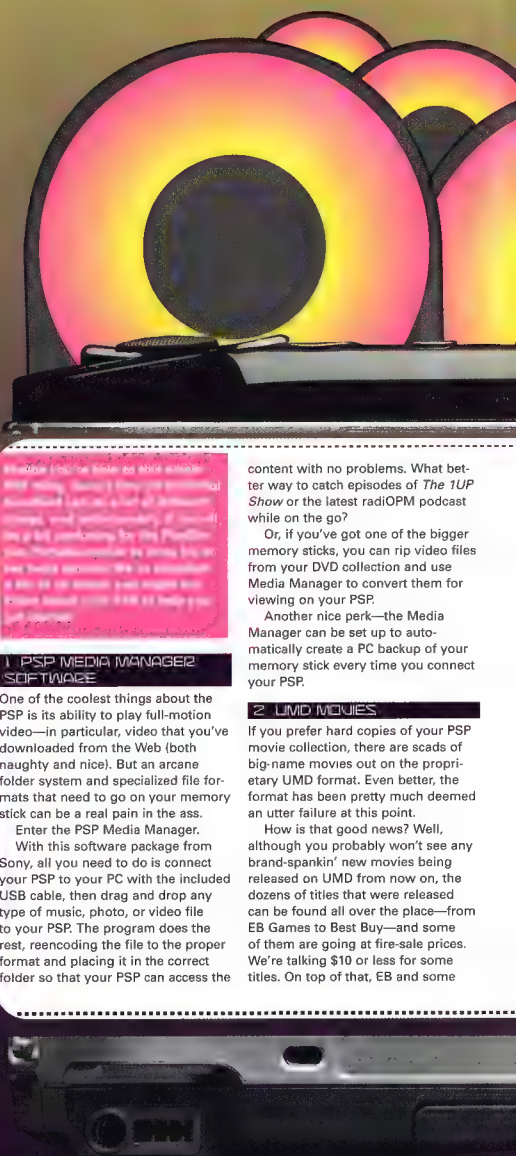 1 PSP MEDIA MANAGER
SOFTWARE
One of the coolest things about the
PSP is its ability to play full-motion
video—in particular, video that you've
downloaded from the Web (both
naughty and nice). But an arcane
folder system and specialized file for-
mats that need to go on your memory
stick can be a real pain in the ass.
Enter the PSP Media Manager.
With this software package from
Sony, all you need to do is connect
your PSP to your PC with the included
USB cable, then drag and drop any
type of music, photo, or video file
to your PSP. The program does the
rest, reencoding the file to the proper
format and placing it in the correct
folder so that your PSP can access the
content with no problems. What bet-
ter way to catch episodes of The 1UP
Show or the latest radiOPM podcast
while on the go?
Or, if you've got one of the bigger
memory sticks, you can rip video files
from your DVD collection and use
Media Manager to convert them for
viewing on your PSP.
Another nice perk—the Media
Manager can be set up to auto-
matically create a PC backup of your
memory stick every time you connect
your PSP.
2 UMD MOVIES
If you prefer hard copies of your PSP
movie collection, there are scads of
big-name movies out on the propri-
etary UMD format. Even better, the
format has been pretty much deemed
an utter failure at this point.
How is that good news? Well,
although you probably won't see any
brand-spankin' new movies being
released on UMD from now on, the
dozens of titles that were released
can be found all over the place—from
EB Games to Best Buy—and some
of them are going at fire-sale prices.
We're talking $10 or less for some
titles. On top of that, EB and some